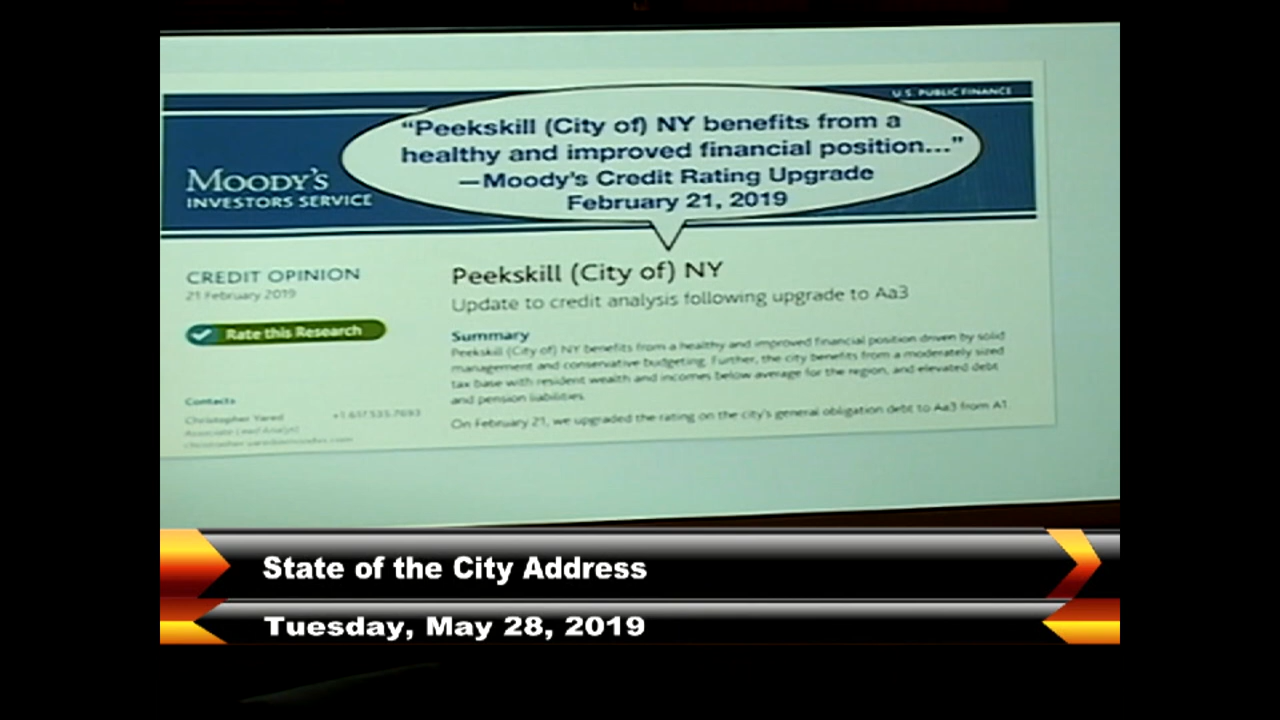 U.S. PUBLIC FINANCE
“Peekskill (City of) NY benefits from a
healthy and improved financial position...”
—Moody's Credit Rating Upgrade
February 21, 2019
MOODY'S
INVESTORS SERVICE
CREDIT OPINION
21 February 2019
Rate this Research
Contacts
Christopher Yared
Associate Lead Analyst
Peekskill (City of) NY
Update to credit analysis following upgrade to Aa3
Summary
Peekskill (City of) NY benefits from a healthy and improved financial position driven by solid
management and conservative budgeting. Further, the city benefits from a moderately sized
tax base with resident wealth and incomes below average for the region, and elevated debt
and pension liabilities.
On February 21, we upgraded the rating on the city's general obligation debt to Aa3 from A1.
State of the City Address
Tuesday, May 28, 2019